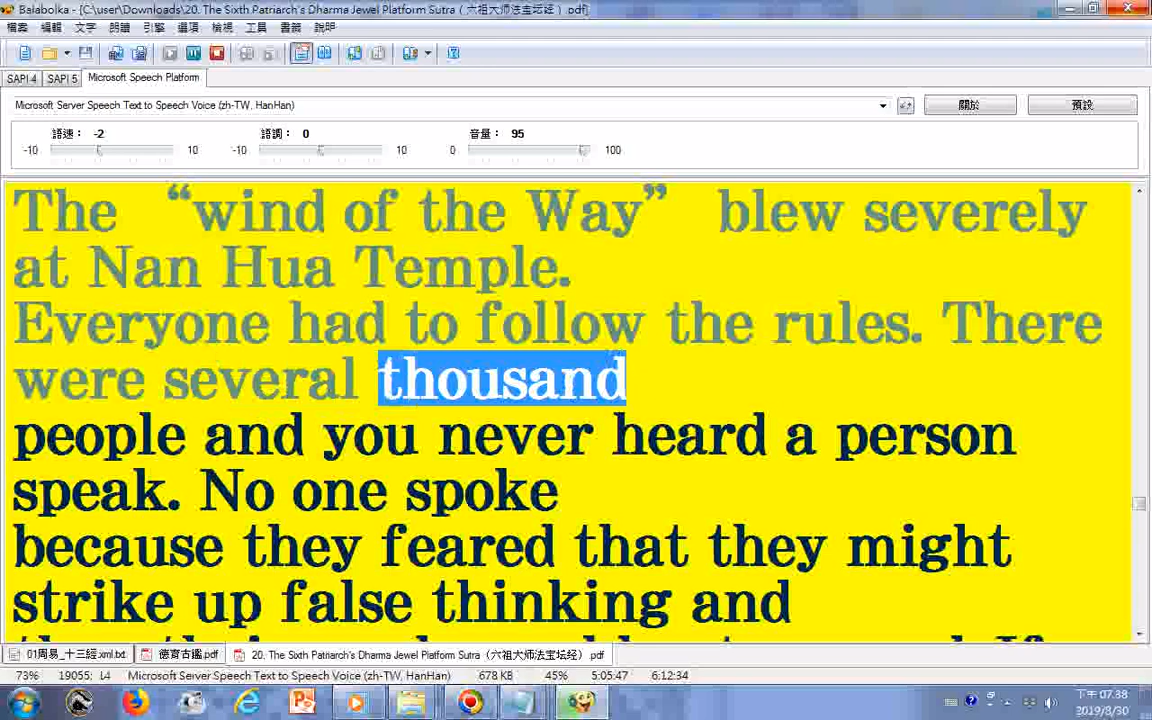 Balabolka - [C:\user\Downloads\20. The Sixth Patriarch's Dharma Jewel Platform Sutra（六祖大师法宝坛经）.pdf]
檔案 編輯 文字 朗讀 引擎 選項 檢視 工具 書籤 說明
SAPI 4 SAPI 5 Microsoft Speech Platform
Microsoft Server Speech Text to Speech Voice (zh-TW, HanHan) 關於 預設
語速： -2 語調： 0 音量： 95
-10 10 -10 10 0 100
The “wind of the Way” blew severely
at Nan Hua Temple.
Everyone had to follow the rules. There
were several thousand
people and you never heard a person
speak. No one spoke
because they feared that they might
strike up false thinking and
01周易_十三經.xml.txt 德育古鑑.pdf 20. The Sixth Patriarch's Dharma Jewel Platform Sutra（六祖大师法宝坛经）.pdf
73% 19055: L4 Microsoft Server Speech Text to Speech Voice (zh-TW, HanHan) 678 KB 45% 5:05:47 6:12:34
下午 07:38
2019/8/30